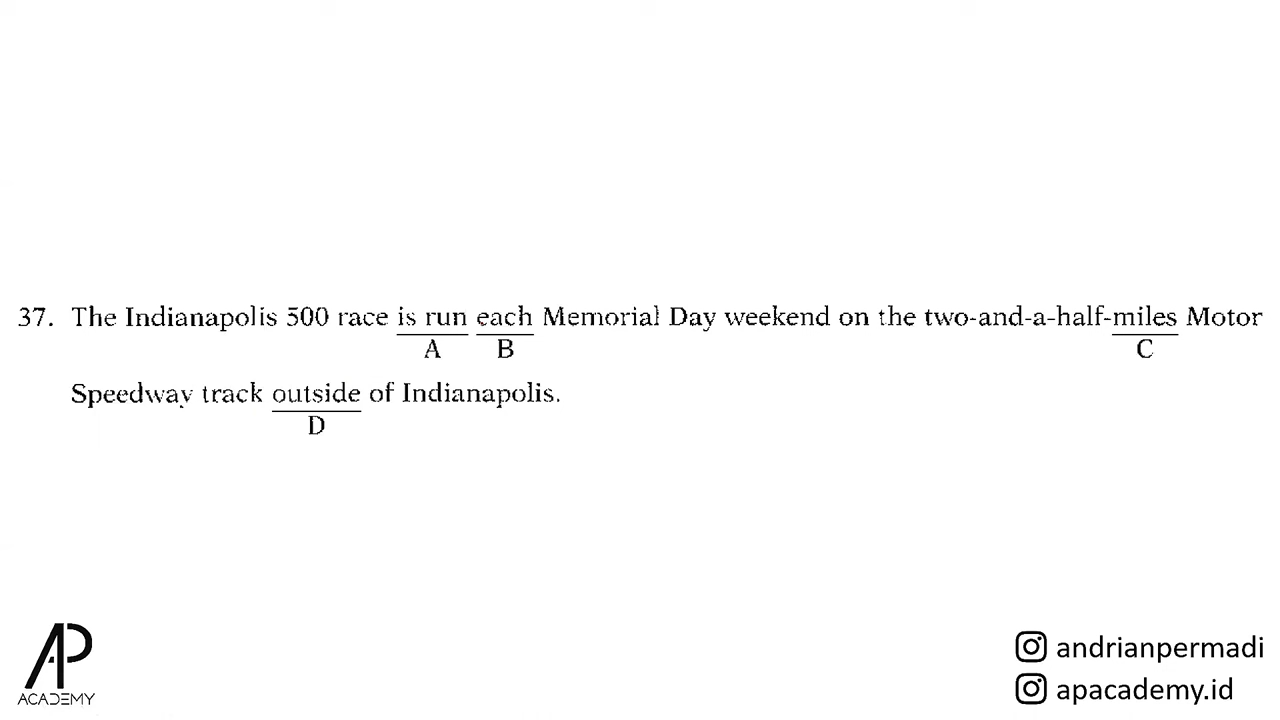 37. The Indianapolis 500 race is run each Memorial Day weekend on the two-and-a-half-miles Motor
A B C
Speedway track outside of Indianapolis.
D
AP
ACADEMY
andrianpermadi
apacademy.id